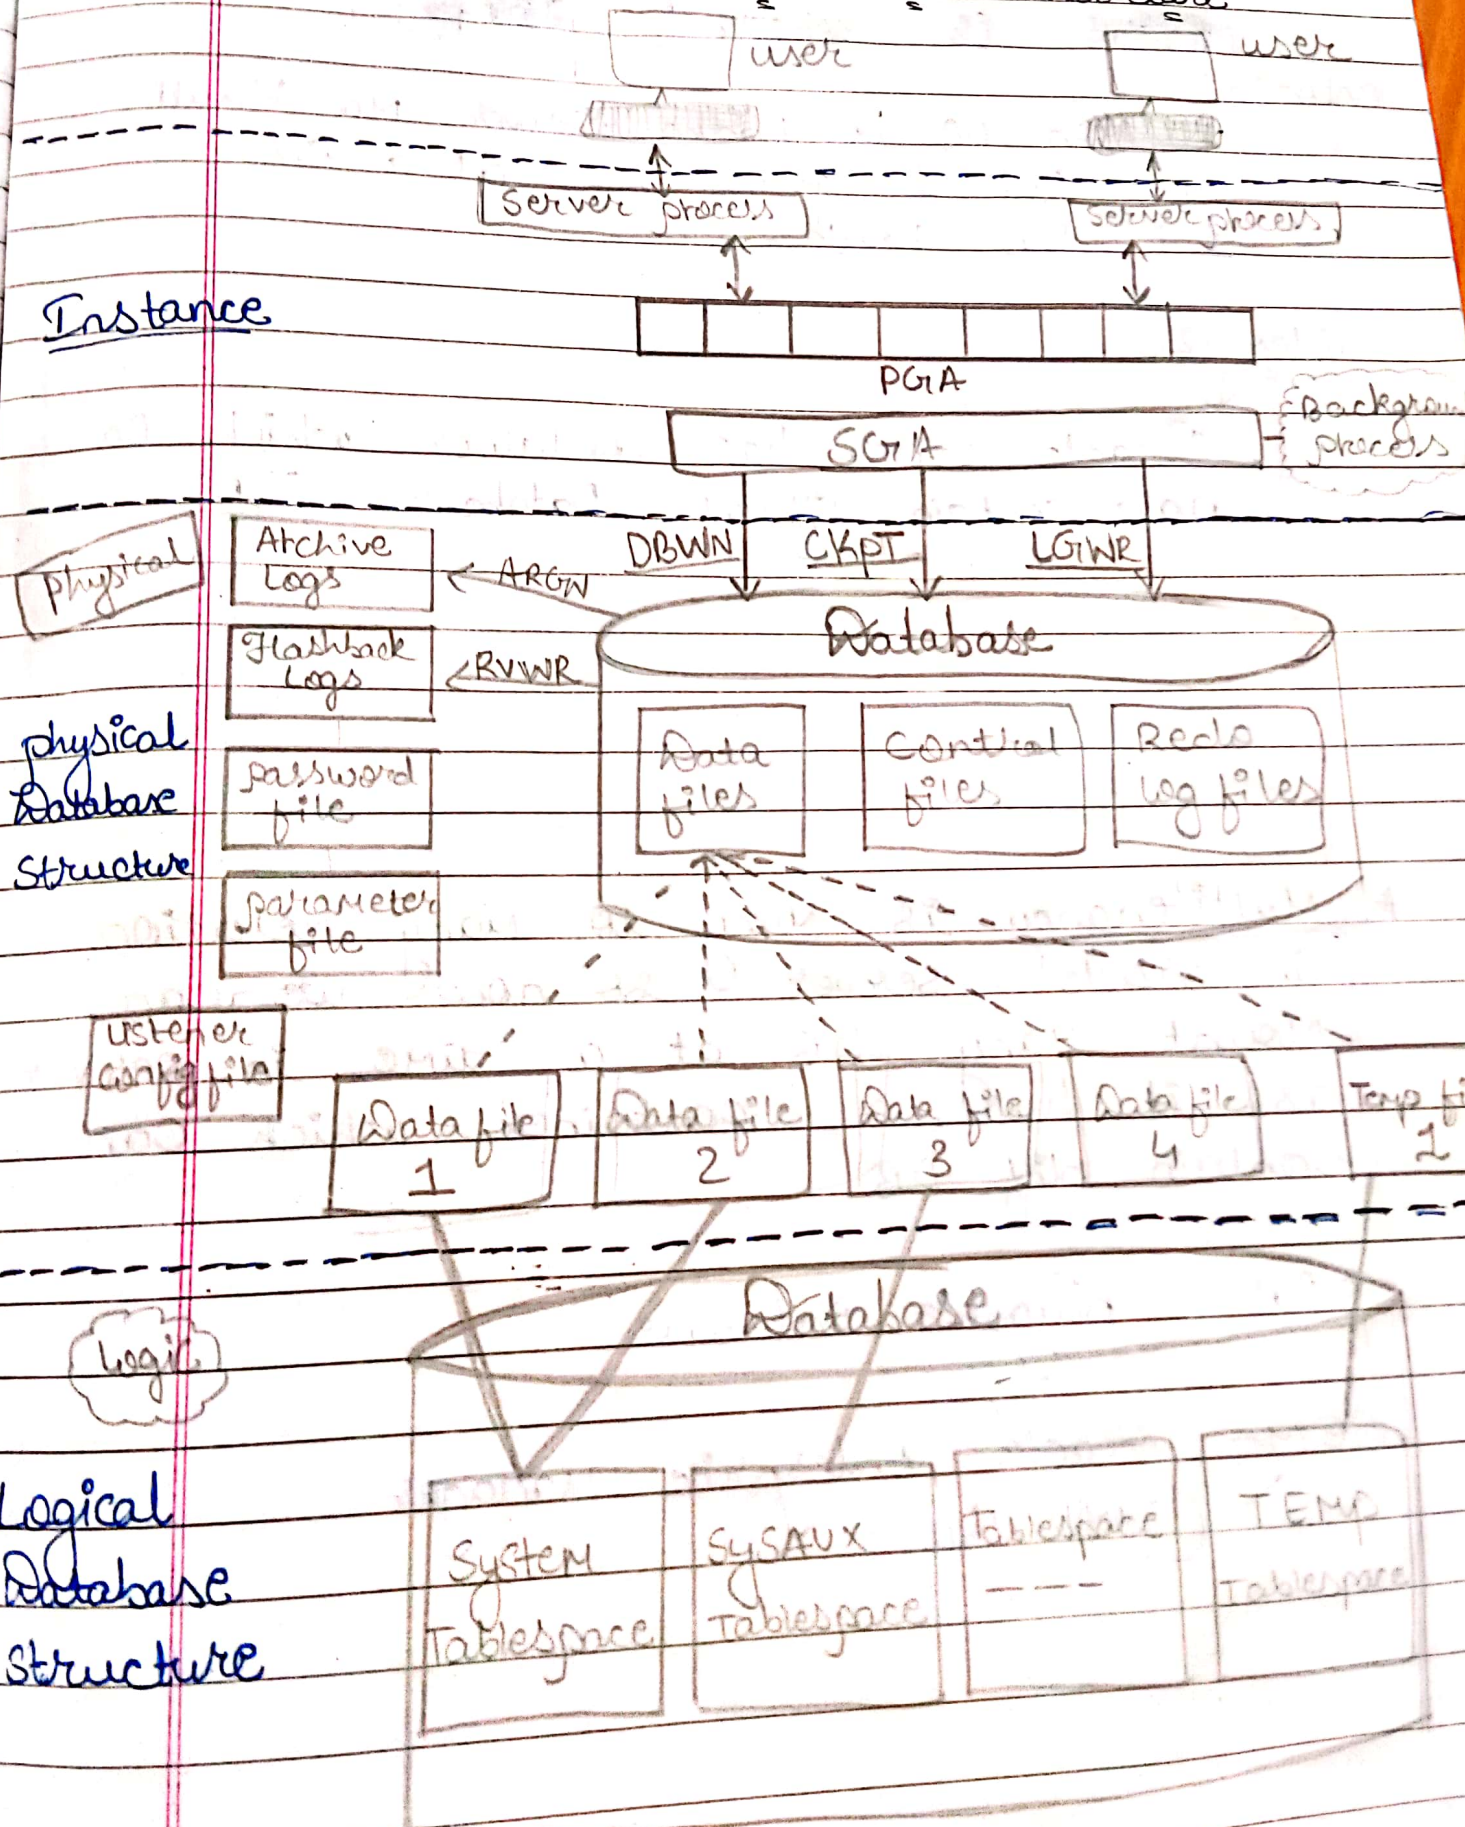 user
user
Server process
Server process
Instance
PGA
SGA
process
Physical
Archive
Logs
ARGW
DBWN
CKPT
LGWR
Database
Flashback
Logs
RVWR
physical
Database
Structure
password
file
Data
files
Control
files
Redo
Log files
parameter
file
Listener
Config file
Data file
1
Data file
2
Data file
3
Data file
4
Temp
1
Database
Logic
Logical
Database
Structure
System
Tablespace
SySAUX
Tablespace
Tablespace
----
TEMP
Tablespace